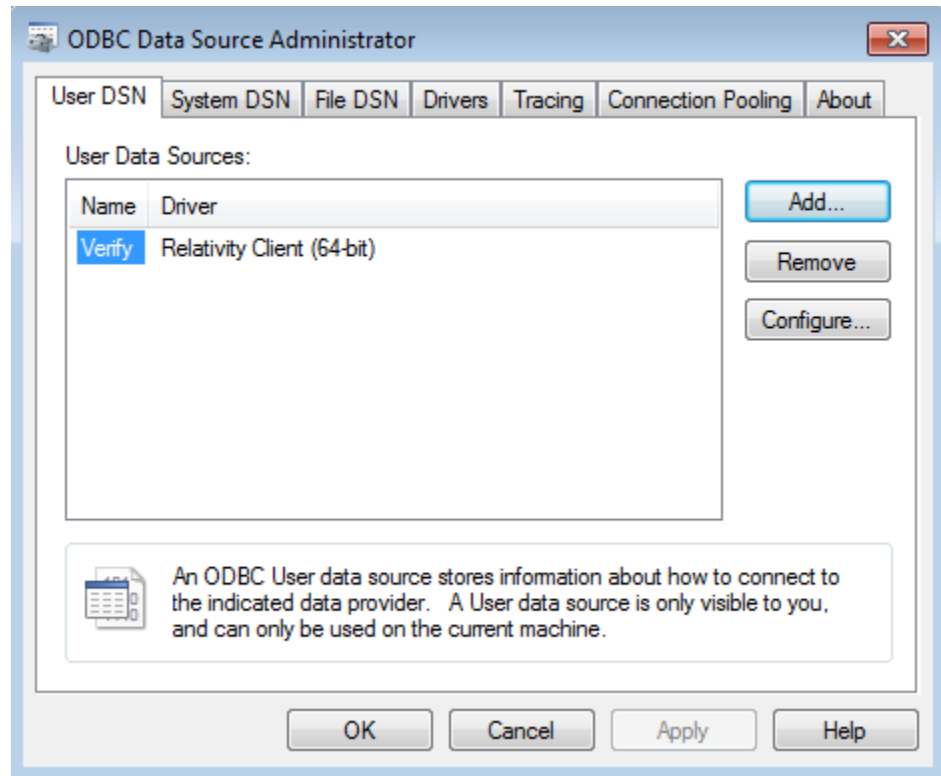 ODBC Data Source Administrator
User DSN System DSN File DSN Drivers Tracing Connection Pooling About
User Data Sources:
Name Driver
Verify Relativity Client (64-bit)
Add...
Remove
Configure...
An ODBC User data source stores information about how to connect to
the indicated data provider. A User data source is only visible to you,
and can only be used on the current machine.
OK Cancel Apply Help